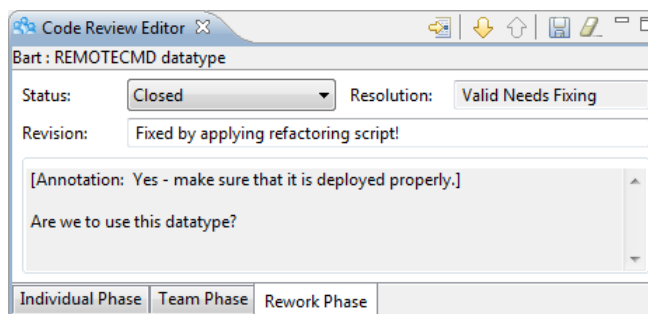 Code Review Editor
Bart : REMOTECMD datatype
Status: Closed Resolution: Valid Needs Fixing
Revision: Fixed by applying refactoring script!
[Annotation: Yes - make sure that it is deployed properly.]
Are we to use this datatype?
Individual Phase Team Phase Rework Phase